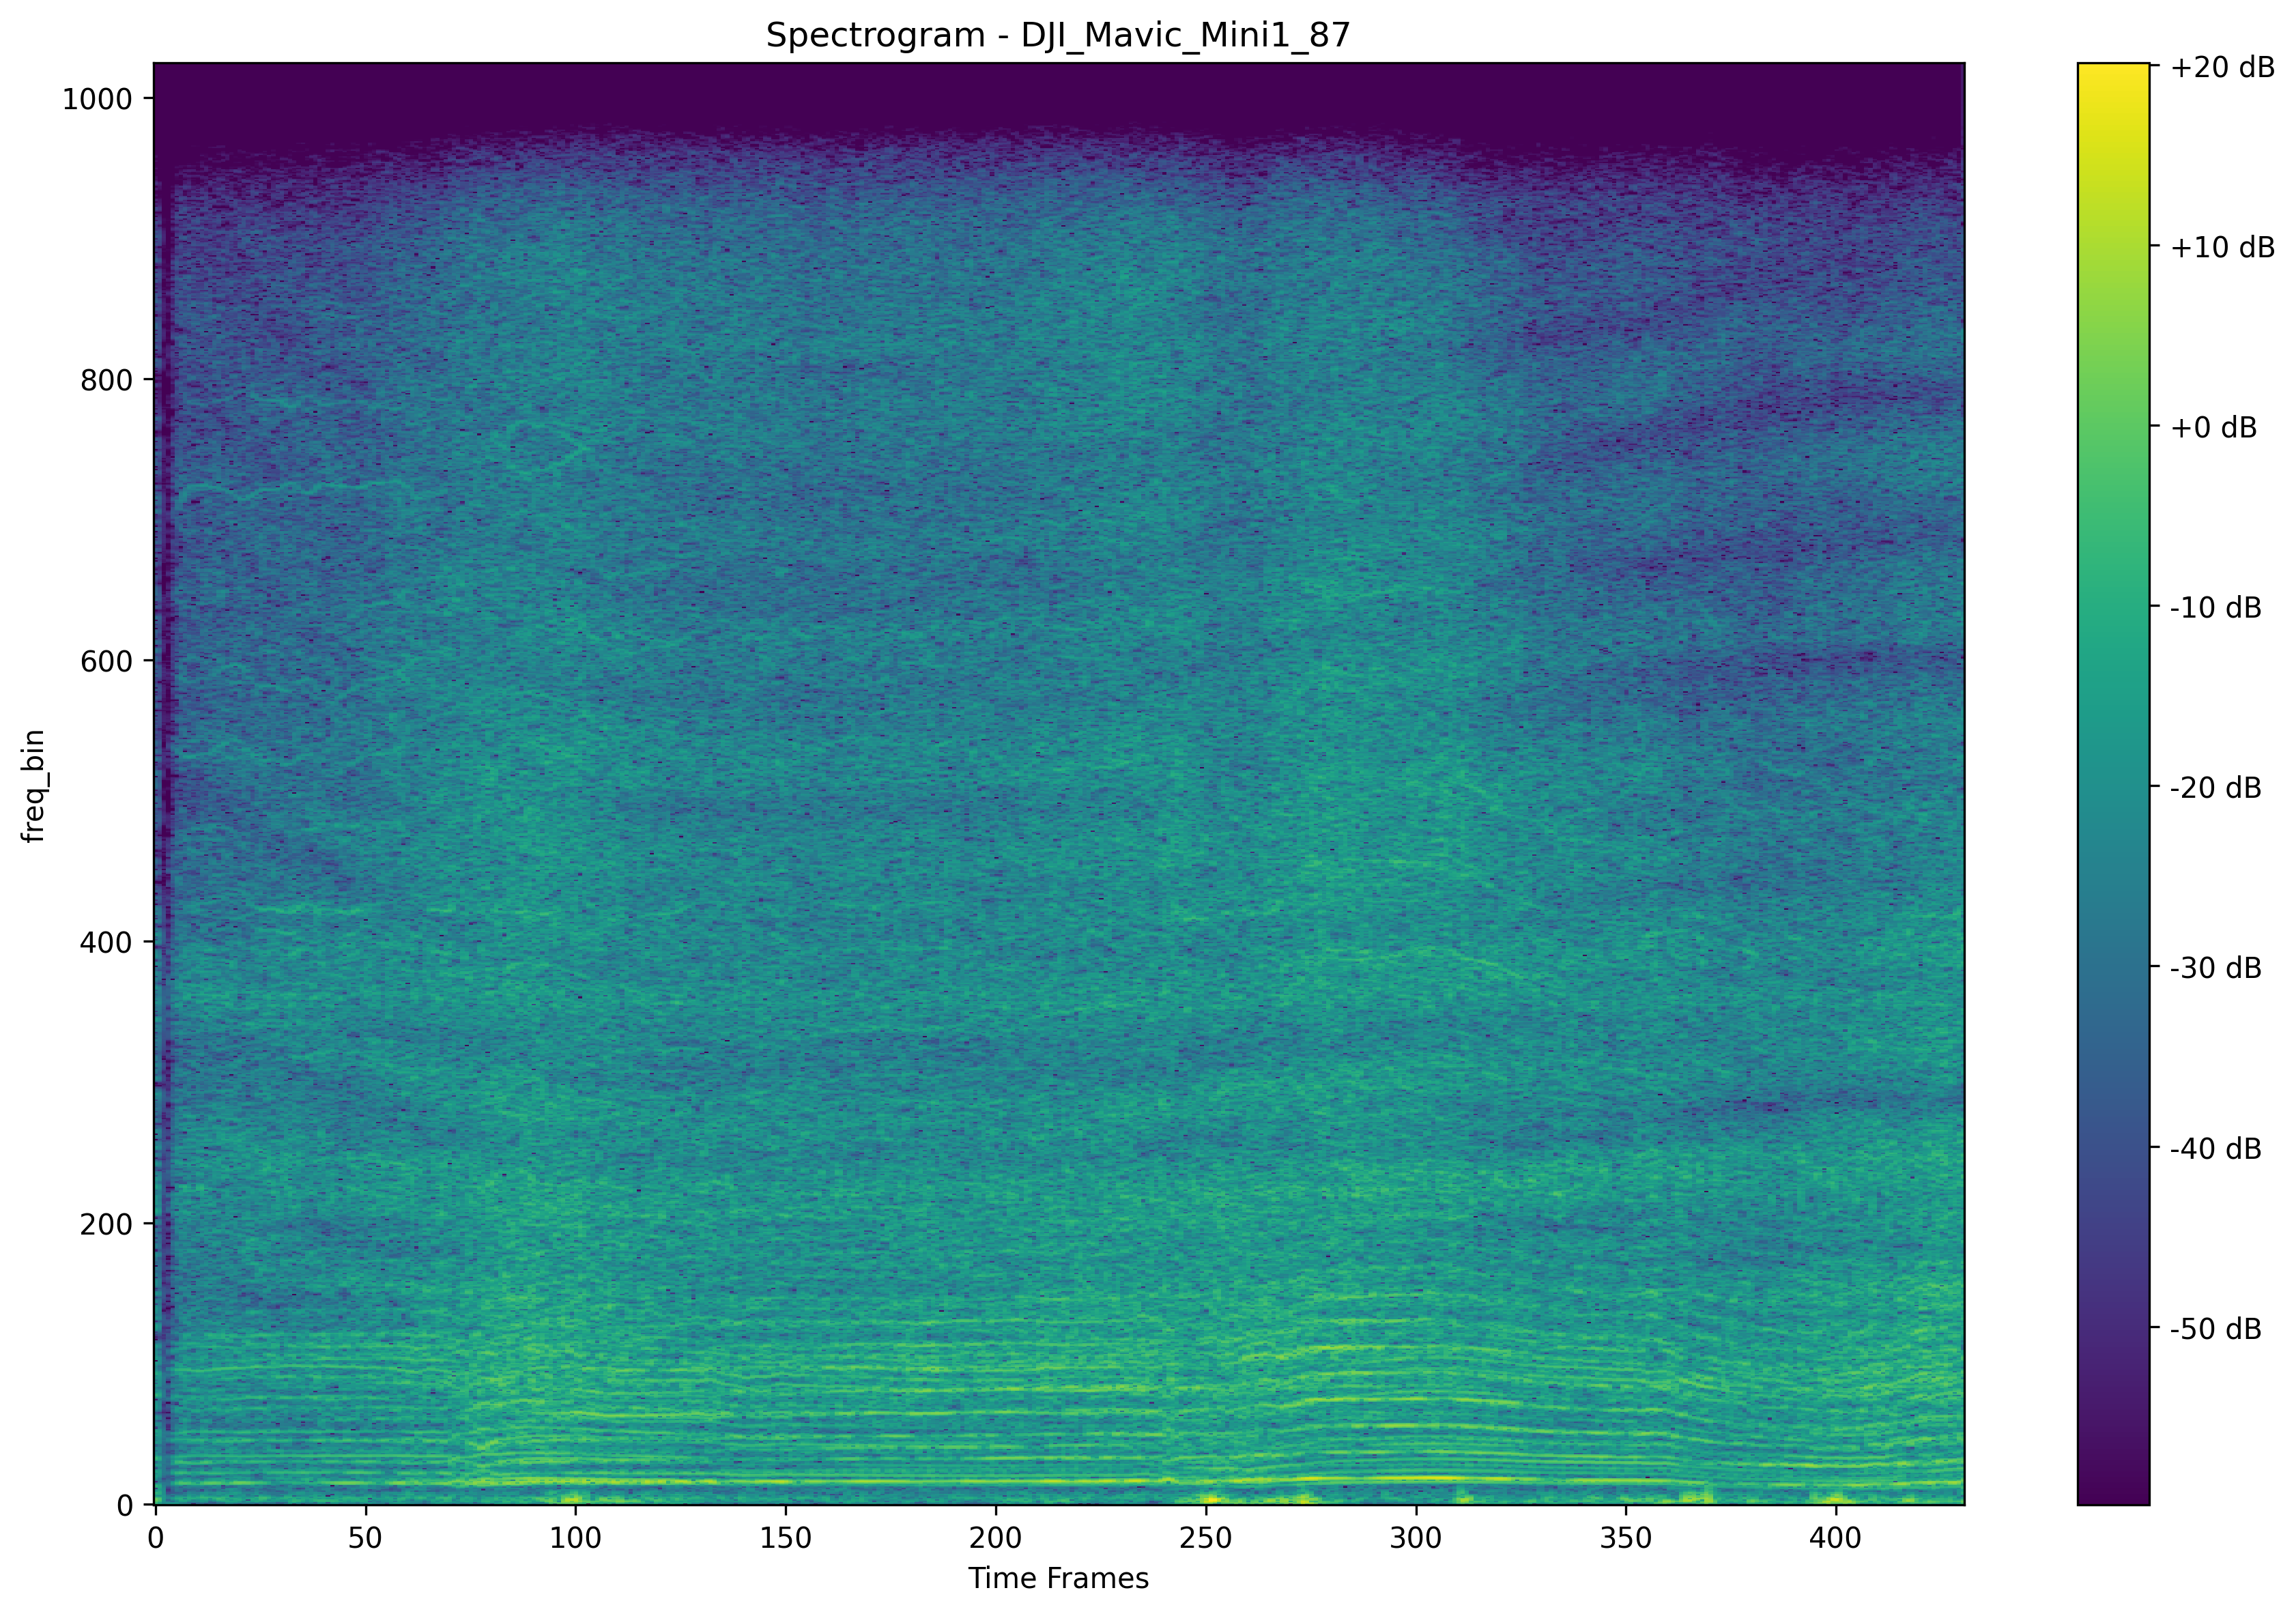 Spectrogram - DJI_Mavic_Mini1_87
freq_bin
1000
800
600
400
200
0
0 50 100 150 200 250 300 350 400
Time Frames
+20 dB
+10 dB
+0 dB
-10 dB
-20 dB
-30 dB
-40 dB
-50 dB